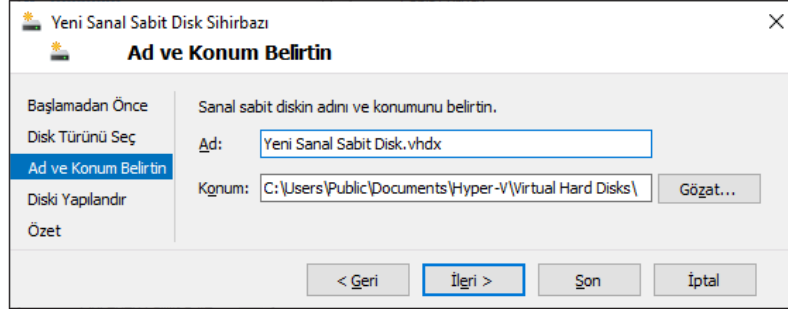 Yeni Sanal Sabit Disk Sihirbazı
Ad ve Konum Belirtin
Başlamadan Önce
Disk Türünü Seç
Ad ve Konum Belirtin
Diski Yapılandır
Özet
Sanal sabit diskin adını ve konumunu belirtin.
Ad: Yeni Sanal Sabit Disk.vhdx
Konum: C:\Users\Public\Documents\Hyper-V\Virtual Hard Disks\ Gözat...
< Geri İleri > Son İptal